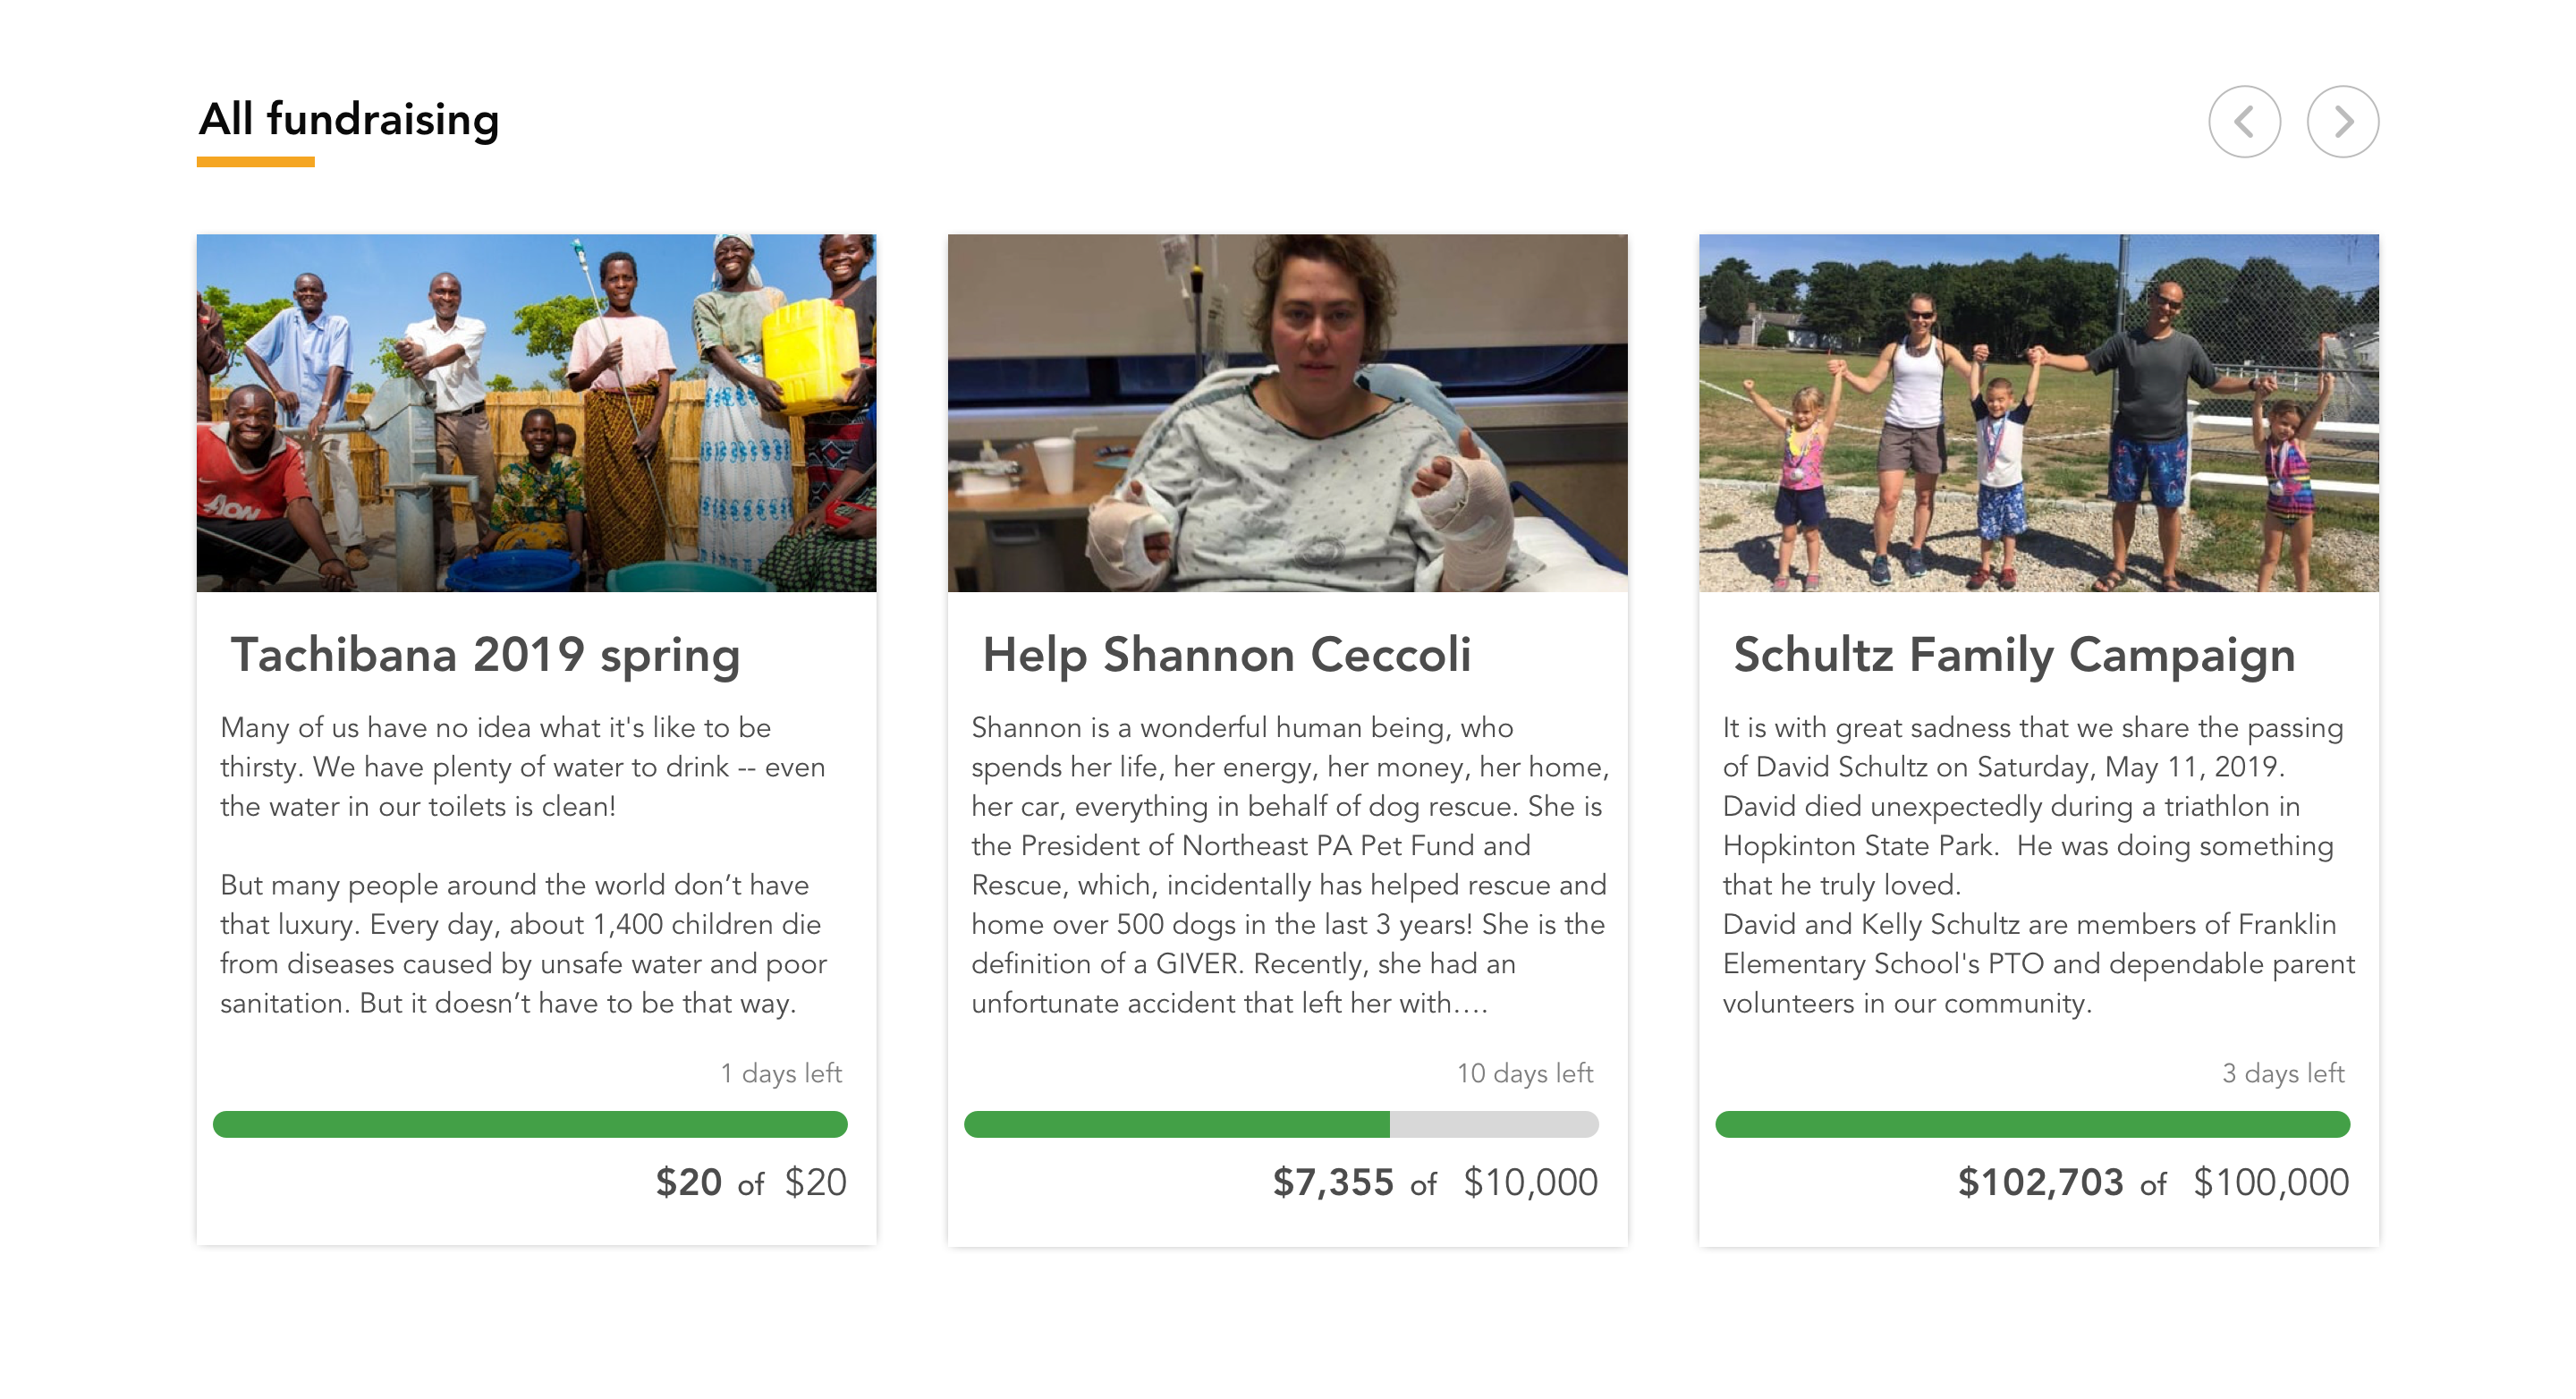 All fundraising
AON
Tachibana 2019 spring
Many of us have no idea what it's like to be
thirsty. We have plenty of water to drink -- even
the water in our toilets is clean!
But many people around the world don’t have
that luxury. Every day, about 1,400 children die
from diseases caused by unsafe water and poor
sanitation. But it doesn’t have to be that way.
1 days left
$20 of $20
Help Shannon Ceccoli
Shannon is a wonderful human being, who
spends her life, her energy, her money, her home,
her car, everything in behalf of dog rescue. She is
the President of Northeast PA Pet Fund and
Rescue, which, incidentally has helped rescue and
home over 500 dogs in the last 3 years! She is the
definition of a GIVER. Recently, she had an
unfortunate accident that left her with....
10 days left
$7,355 of $10,000
Schultz Family Campaign
It is with great sadness that we share the passing
of David Schultz on Saturday, May 11, 2019.
David died unexpectedly during a triathlon in
Hopkinton State Park.  He was doing something
that he truly loved.
David and Kelly Schultz are members of Franklin
Elementary School's PTO and dependable parent
volunteers in our community.
3 days left
$102,703 of $100,000